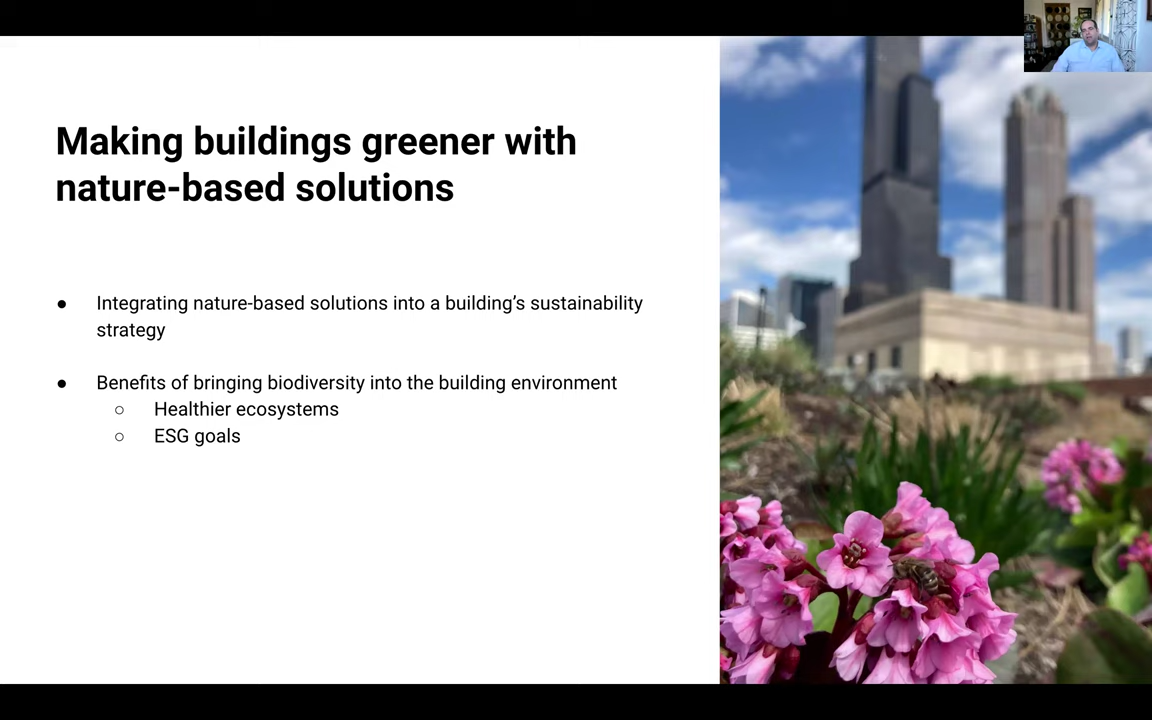 Making buildings greener with
nature-based solutions
● Integrating nature-based solutions into a building’s sustainability
strategy
● Benefits of bringing biodiversity into the building environment
○ Healthier ecosystems
○ ESG goals